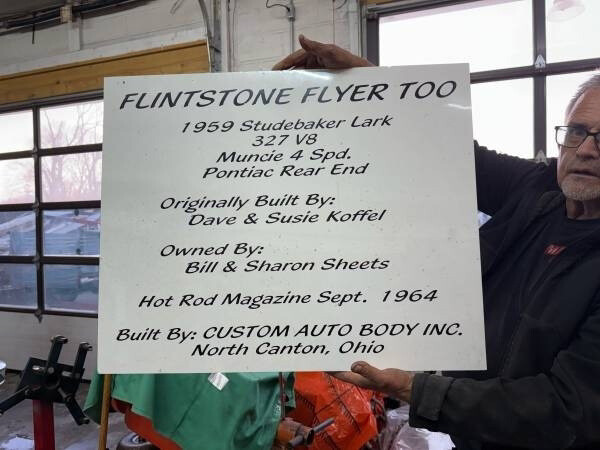 FLINTSTONE FLYER TOO
1959 Studebaker Lark
327 V8
Muncie 4 Spd.
Pontiac Rear End
Originally Built By:
Dave & Susie Koffel
Owned By:
Bill & Sharon Sheets
Hot Rod Magazine Sept. 1964
Built By: CUSTOM AUTO BODY INC.
North Canton, Ohio